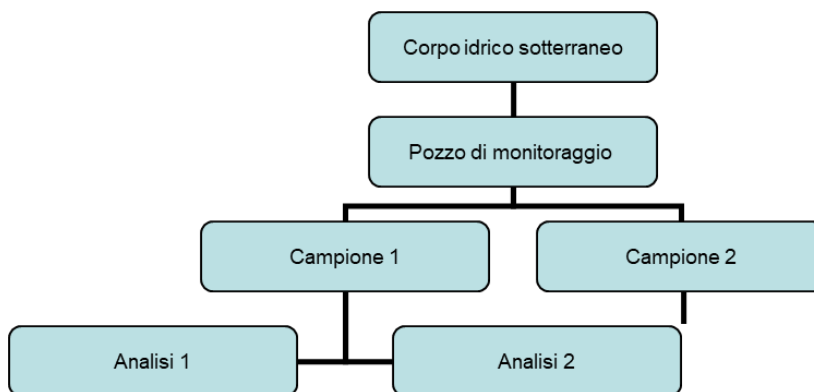 Corpo idrico sotterraneo
Pozzo di monitoraggio
Campione 1
Campione 2
Analisi 1
Analisi 2